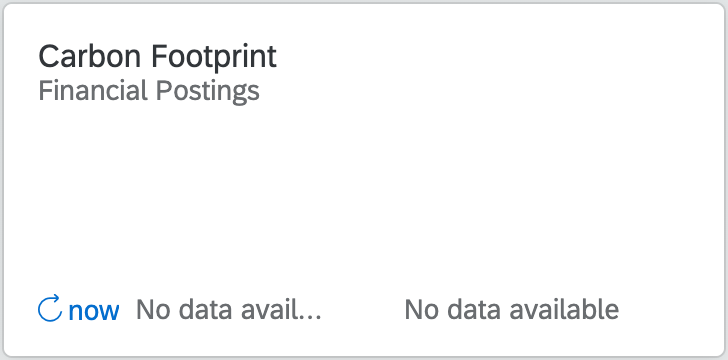 Carbon Footprint
Financial Postings
now No data avail... No data available